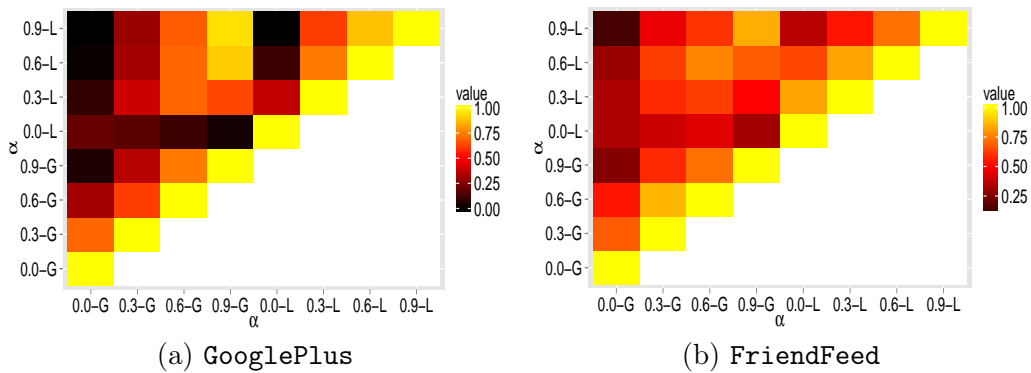 0.9−L
0.6−L
0.3−L
0.0−L
0.9−G
0.6−G
0.3−G
0.0−G
α
0.0−G 0.3−G 0.6−G 0.9−G 0.0−L 0.3−L 0.6−L 0.9−L
α
value
1.00
0.75
0.50
0.25
0.00
(a) GooglePlus
0.9−L
0.6−L
0.3−L
0.0−L
0.9−G
0.6−G
0.3−G
0.0−G
α
0.0−G 0.3−G 0.6−G 0.9−G 0.0−L 0.3−L 0.6−L 0.9−L
α
value
1.00
0.75
0.50
0.25
(b) FriendFeed